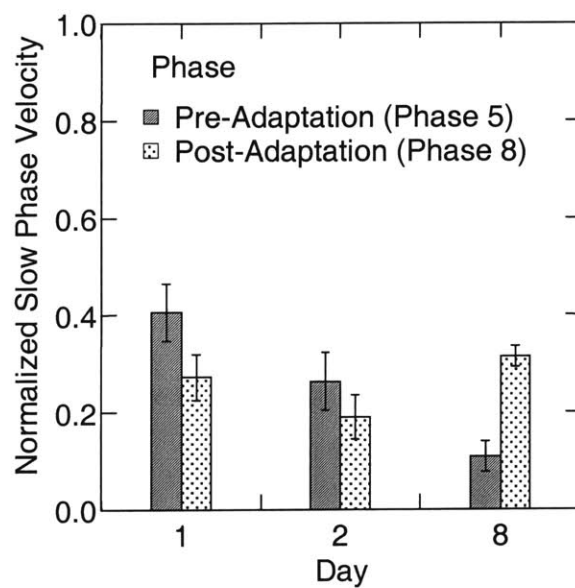 Normalized Slow Phase Velocity
1.0
0.8
0.6
0.4
0.2
0.0
Phase
Pre-Adaptation (Phase 5)
Post-Adaptation (Phase 8)
1
2
8
Day